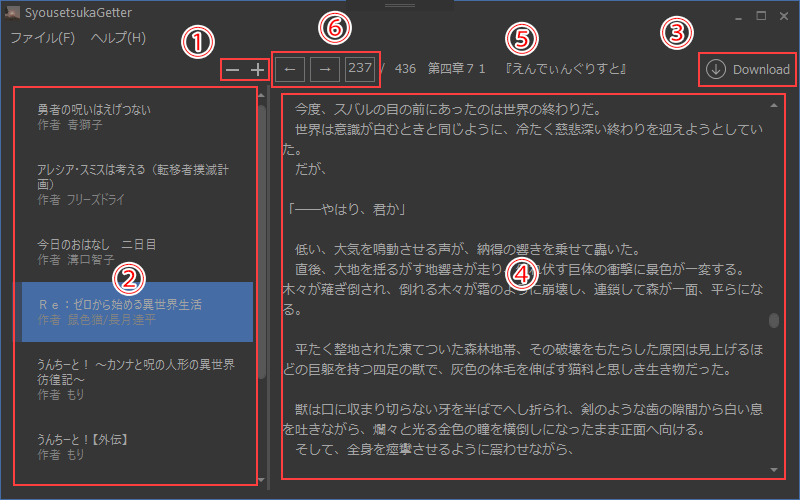 SyousetsukaGetter
ファイル(F) ヘルプ(H)
① ⑥ ⑤ ③
− + ← → 237 / 436 第四章７１ 『えんでぃんぐりすと』 Download
勇者の呪いはえげつない
作者 青獅子
アレシア・スミスは考える（転移者撲滅計
画）
作者 フリーズドライ
今日のおはなし 二日目
作者 溝口智子
②
Ｒｅ：ゼロから始める異世界生活
作者 鼠色猫/長月達平
うんちーと！ ～カンナと呪の人形の異世界
彷徨記～
作者 もり
うんちーと！【外伝】
作者 もり
今度、スバルの目の前にあったのは世界の終わりだ。
世界は意識が白むときと同じように、冷たく慈悲深い終わりを迎えようとしてい
た。
だが、
「――やはり、君か」
低い、大気を鳴動させる声が、納得の響きを乗せて轟いた。
直後、大地を揺るがす地響きが走り ④ 伏す巨体の衝撃に景色が一変する。
木々が薙ぎ倒され、倒れる木々が霜のように崩壊し、連鎖して森が一面、平らにな
る。
平たく整地された凍てついた森林地帯、その破壊をもたらした原因は見上げるほ
どの巨躯を持つ四足の獣で、灰色の体毛を伸ばす猫科と思しき生き物だった。
獣は口に収まり切らない牙を半ばでへし折られ、剣のような歯の隙間から白い息
を吐きながら、爛々と光る金色の瞳を横倒しになったまま正面へ向ける。
そして、全身を痙攣させるように震わせながら、